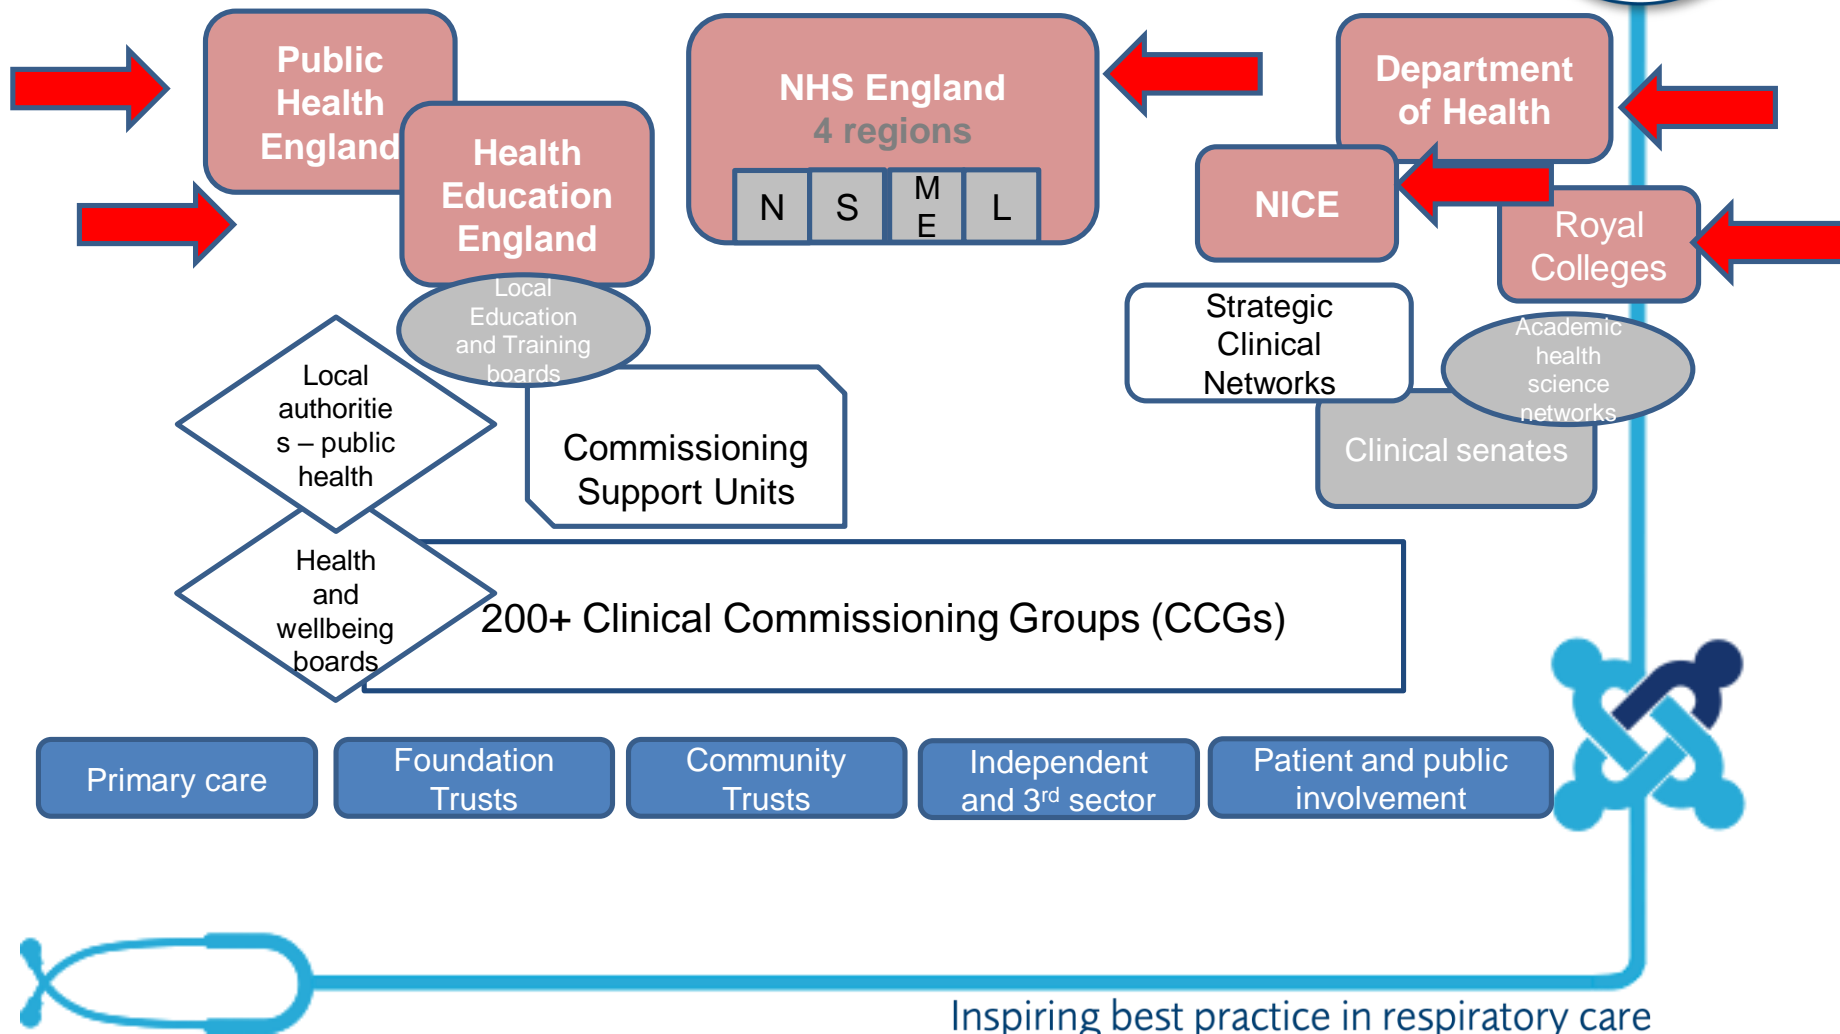 Public
Health
England
Health
Education
England
NHS England
4 regions
N
S
M
E
L
Department
of Health
NICE
Royal
Colleges
Local
Education
and Training
boards
Strategic
Clinical
Networks
Academic
health
science
networks
Clinical senates
Local
authoritie
s – public
health
Commissioning
Support Units
Health
and
wellbeing
boards
200+ Clinical Commissioning Groups (CCGs)
Primary care
Foundation
Trusts
Community
Trusts
Independent
and 3rd sector
Patient and public
involvement
Inspiring best practice in respiratory care